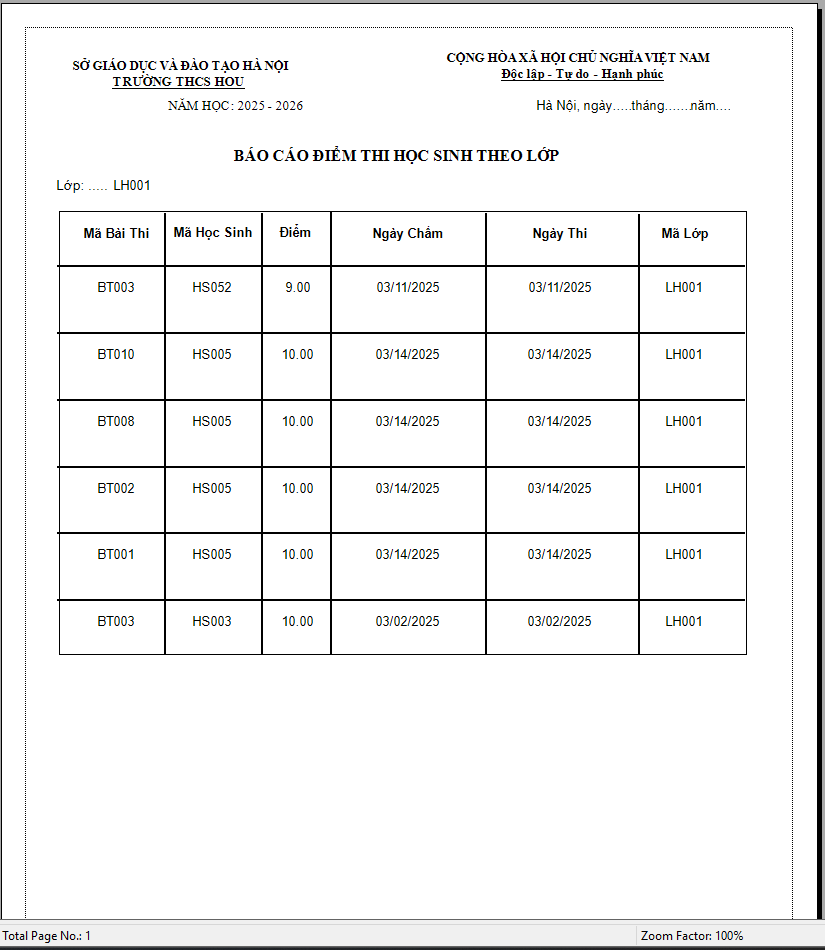 SỞ GIÁO DỤC VÀ ĐÀO TẠO HÀ NỘI
TRƯỜNG THCS HOU
NĂM HỌC: 2025 - 2026
CỘNG HÒA XÃ HỘI CHỦ NGHĨA VIỆT NAM
Độc lập - Tự do - Hạnh phúc
Hà Nội, ngày.....tháng.......năm....
BÁO CÁO ĐIỂM THI HỌC SINH THEO LỚP
Lớp: ..... LH001
Mã Bài Thi Mã Học Sinh Điểm Ngày Chấm Ngày Thi Mã Lớp
BT003 HS052 9.00 03/11/2025 03/11/2025 LH001
BT010 HS005 10.00 03/14/2025 03/14/2025 LH001
BT008 HS005 10.00 03/14/2025 03/14/2025 LH001
BT002 HS005 10.00 03/14/2025 03/14/2025 LH001
BT001 HS005 10.00 03/14/2025 03/14/2025 LH001
BT003 HS003 10.00 03/02/2025 03/02/2025 LH001
Total Page No.: 1
Zoom Factor: 100%